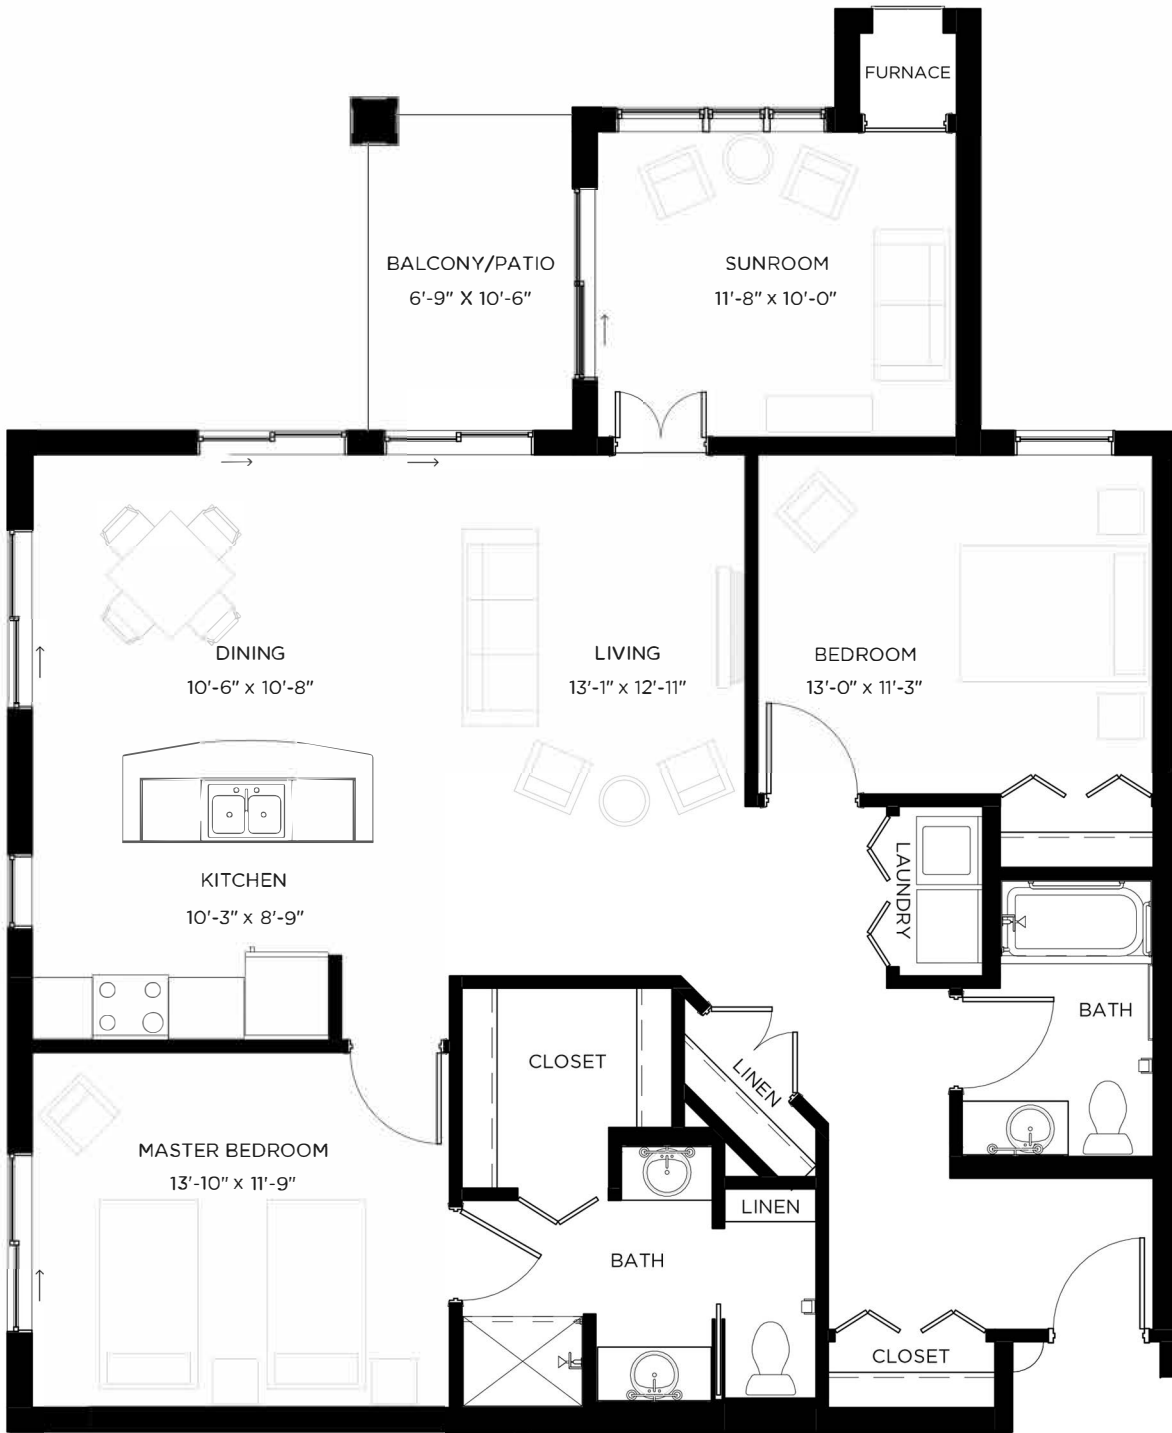 FURNACE
BALCONY/PATIO
6'-9" X 10'-6"
SUNROOM
11'-8" x 10'-0"
DINING
10'-6" x 10'-8"
LIVING
13'-1" x 12'-11"
BEDROOM
13'-0" x 11'-3"
KITCHEN
10'-3" x 8'-9"
LAUNDRY
BATH
CLOSET
LINEN
MASTER BEDROOM
13'-10" x 11'-9"
LINEN
BATH
CLOSET